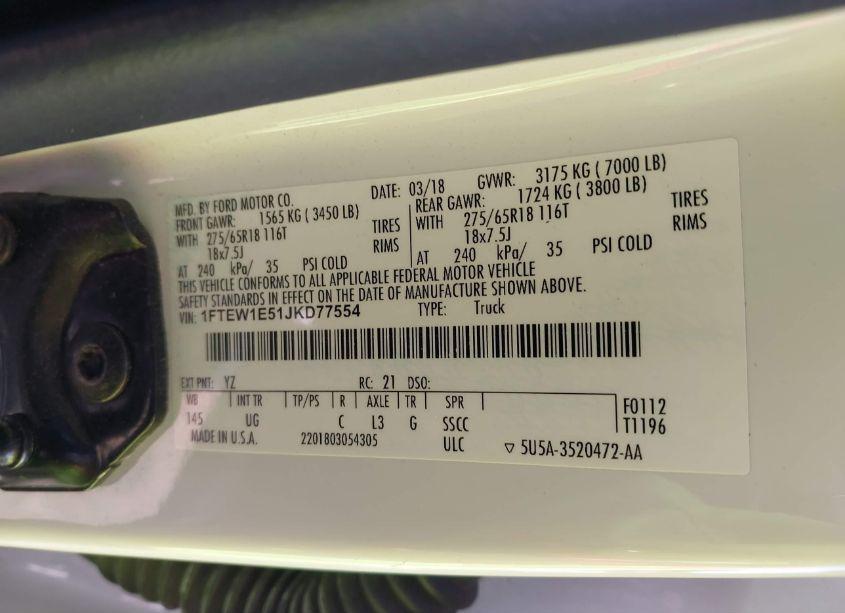 MFD. BY FORD MOTOR CO. DATE: 03/18 GVWR: 3175 KG ( 7000 LB)
FRONT GAWR: 1565 KG ( 3450 LB) REAR GAWR: 1724 KG ( 3800 LB)
WITH 275/65R18 116T TIRES WITH 275/65R18 116T TIRES
18x7.5J RIMS 18x7.5J RIMS
AT 240 kPa/ 35 PSI COLD AT 240 kPa/ 35 PSI COLD
THIS VEHICLE CONFORMS TO ALL APPLICABLE FEDERAL MOTOR VEHICLE
SAFETY STANDARDS IN EFFECT ON THE DATE OF MANUFACTURE SHOWN ABOVE.
VIN: 1FTEW1E51JKD77554 TYPE: Truck
EXT PNT: YZ RC: 21 DSO:
WB INT TR TP/PS R AXLE TR SPR F0112
145 UG C L3 G SSCC T1196
MADE IN U.S.A. 2201803054305 ULC ▽ 5U5A-3520472-AA